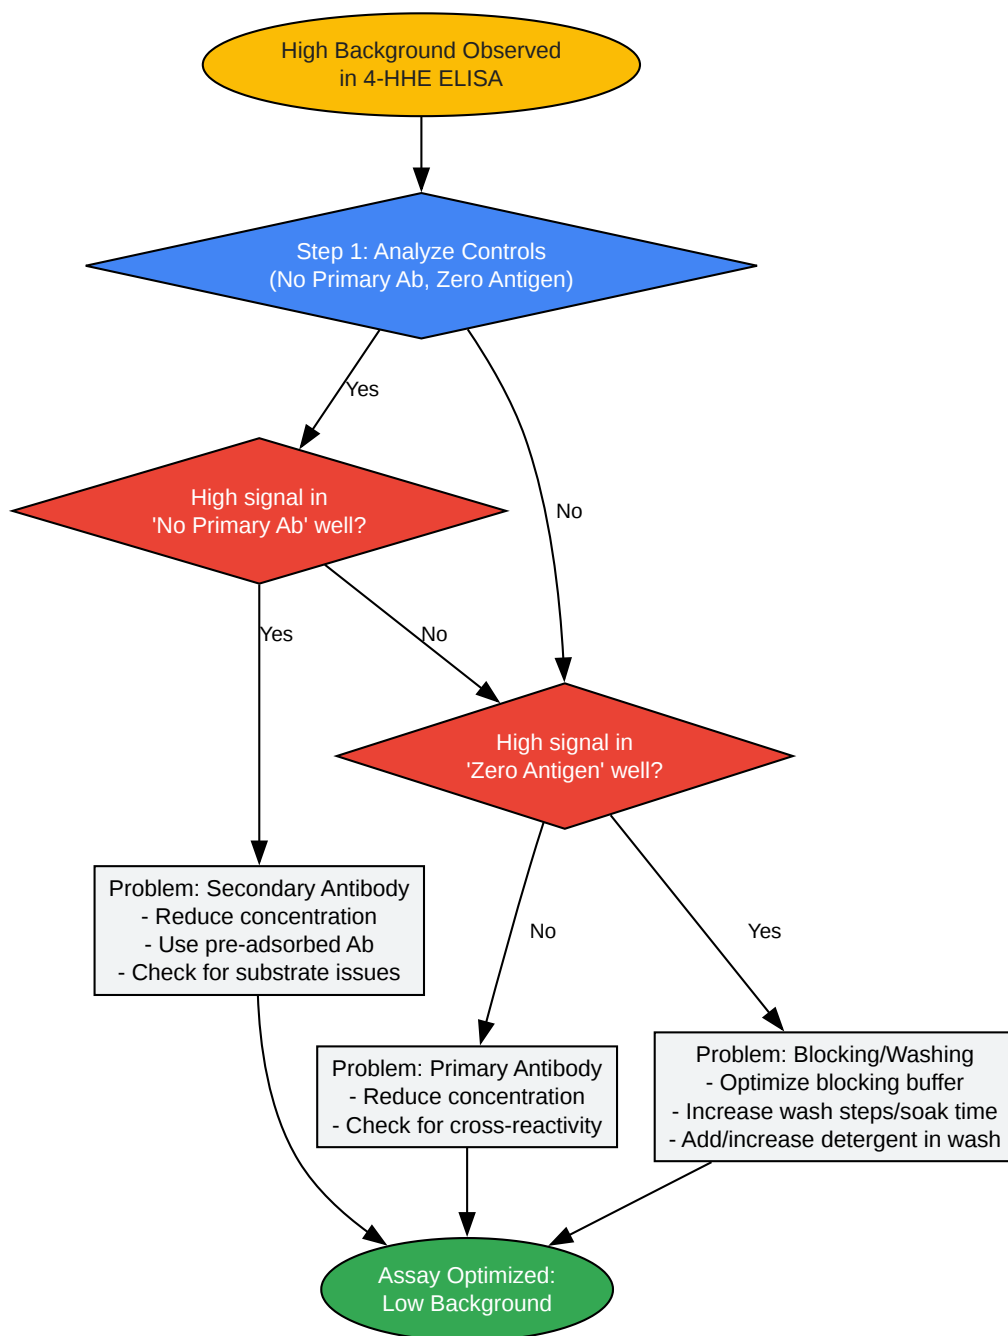 High Background Observed
in 4-HHE ELISA
Step 1: Analyze Controls
(No Primary Ab, Zero Antigen)
Yes
No
High signal in
'No Primary Ab' well?
Yes
No
High signal in
'Zero Antigen' well?
No
Yes
Problem: Secondary Antibody
- Reduce concentration
- Use pre-adsorbed Ab
- Check for substrate issues
Problem: Primary Antibody
- Reduce concentration
- Check for cross-reactivity
Problem: Blocking/Washing
- Optimize blocking buffer
- Increase wash steps/soak time
- Add/increase detergent in wash
Assay Optimized:
Low Background